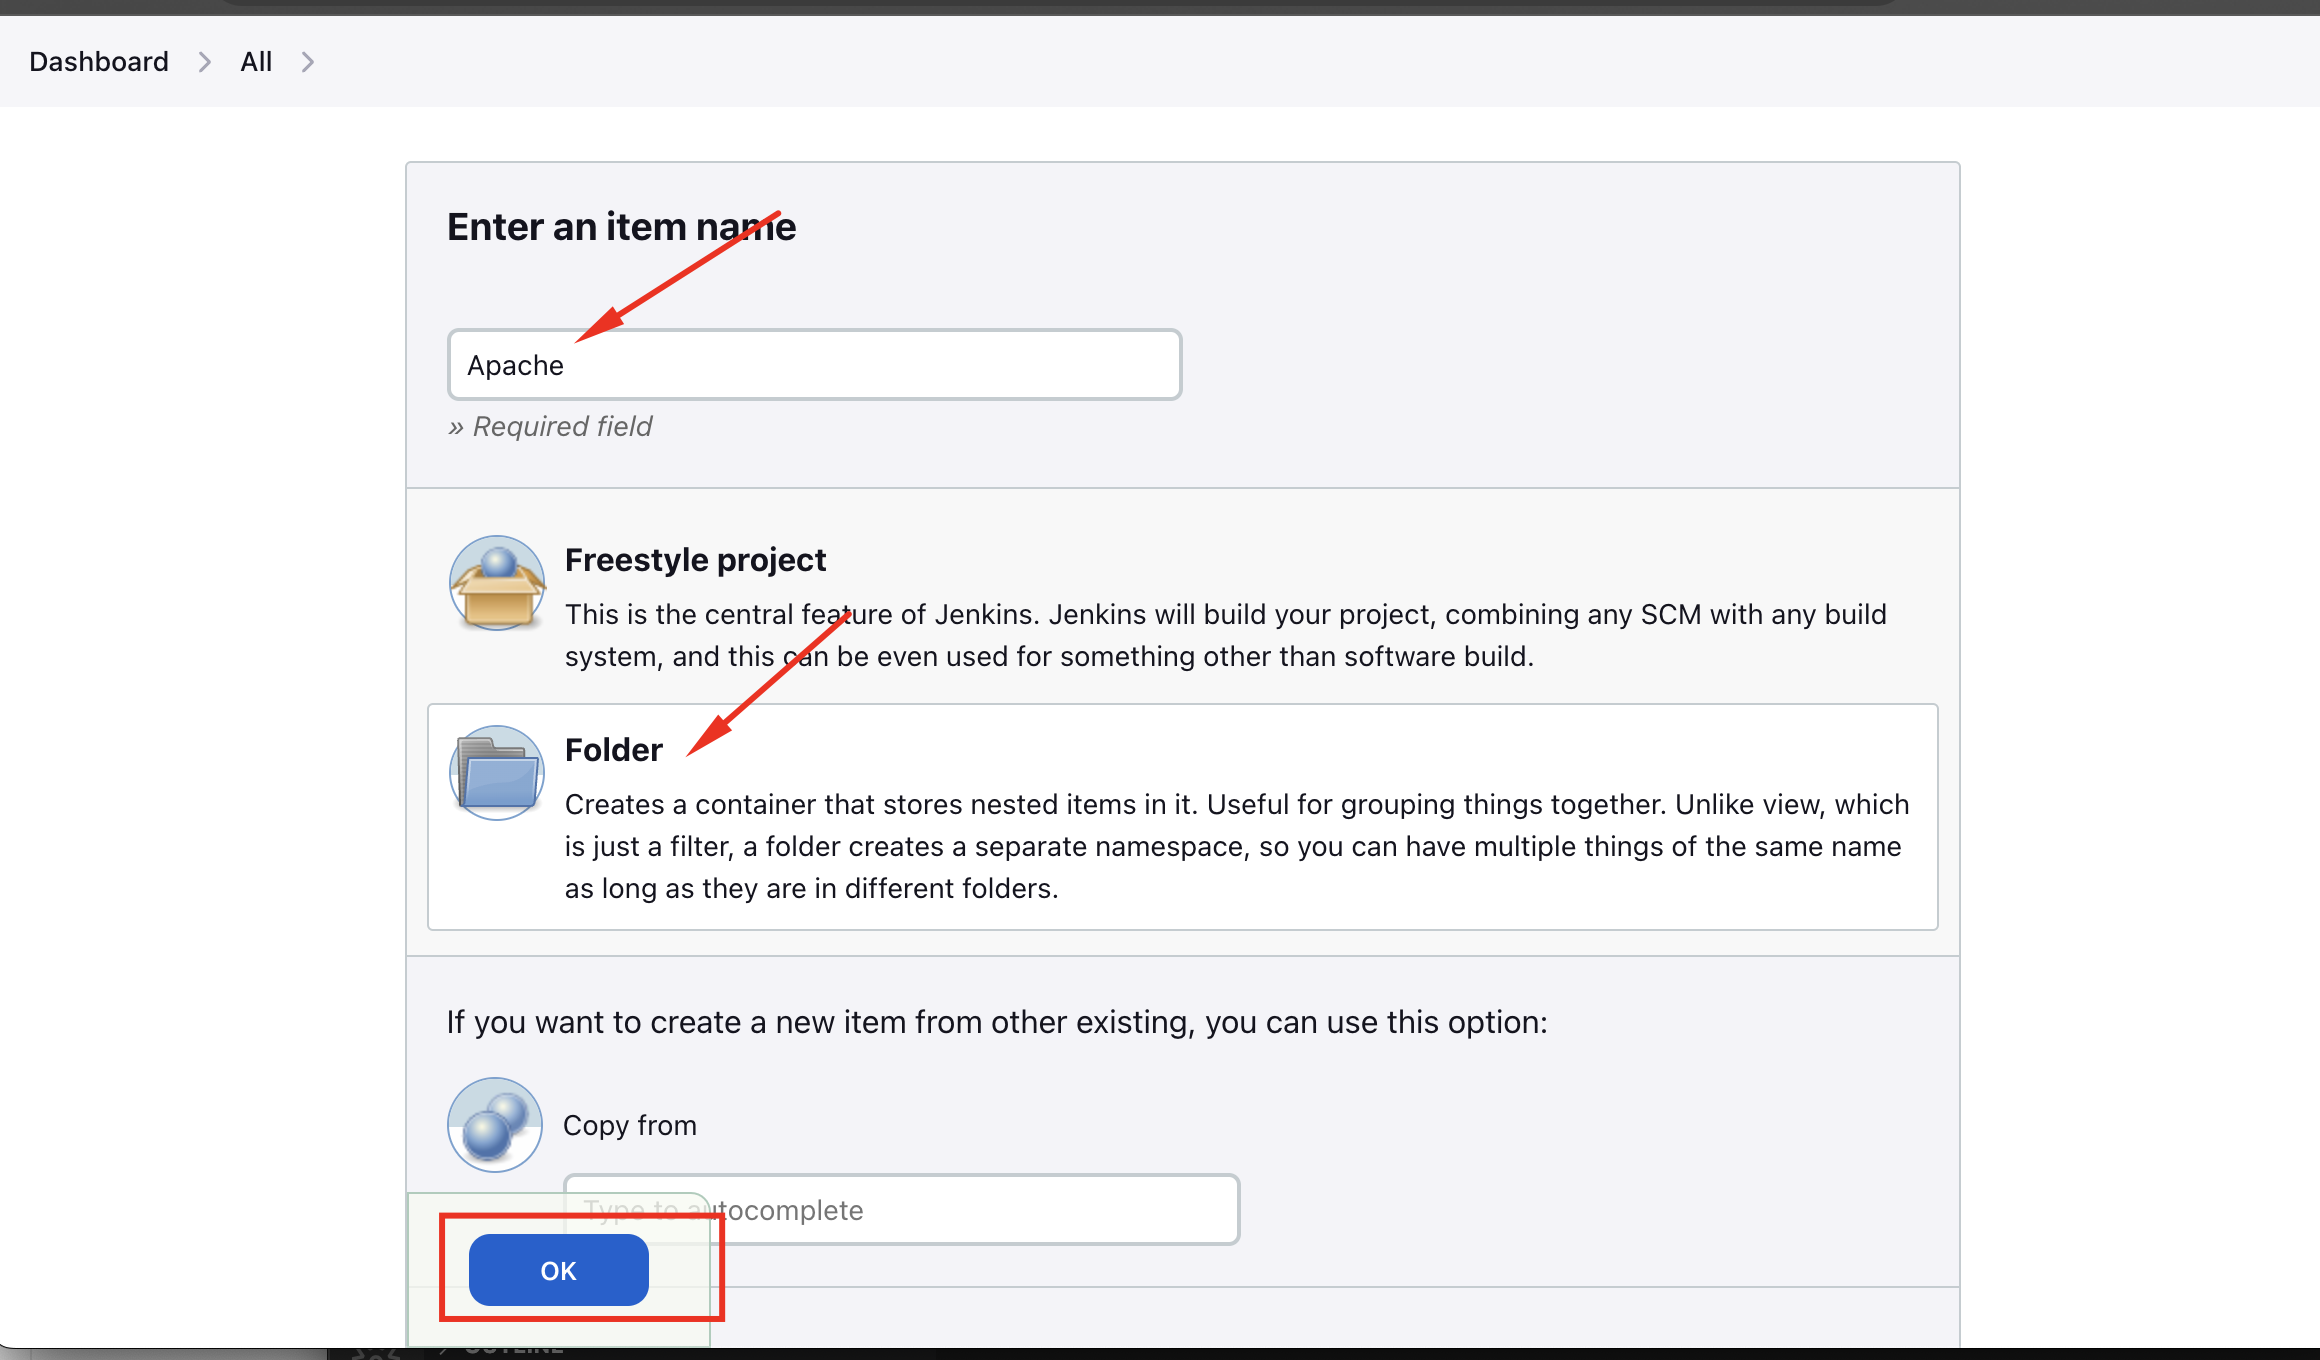 Dashboard > All >
Enter an item name
Apache
» Required field
Freestyle project
This is the central feature of Jenkins. Jenkins will build your project, combining any SCM with any build
system, and this can be even used for something other than software build.
Folder
Creates a container that stores nested items in it. Useful for grouping things together. Unlike view, which
is just a filter, a folder creates a separate namespace, so you can have multiple things of the same name
as long as they are in different folders.
If you want to create a new item from other existing, you can use this option:
Copy from
Type to autocomplete
OK
OUTLINE